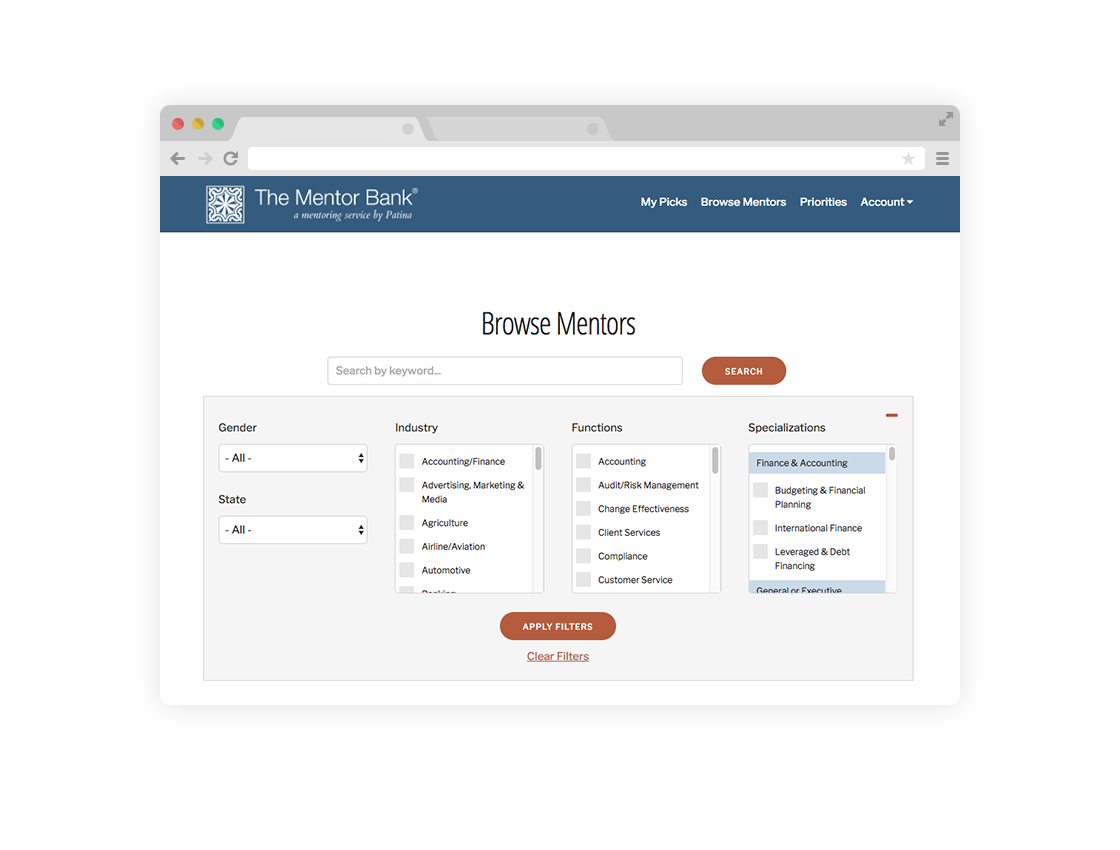 The Mentor Bank®
a mentoring service by Patina
My Picks Browse Mentors Priorities Account
Browse Mentors
Search by keyword...
SEARCH
Gender
- All -
State
- All -
Industry
Accounting/Finance
Advertising, Marketing &
Media
Agriculture
Airline/Aviation
Automotive
Banking
Functions
Accounting
Audit/Risk Management
Change Effectiveness
Client Services
Compliance
Customer Service
Specializations
Finance & Accounting
Budgeting & Financial
Planning
International Finance
Leveraged & Debt
Financing
General or Executive
APPLY FILTERS
Clear Filters